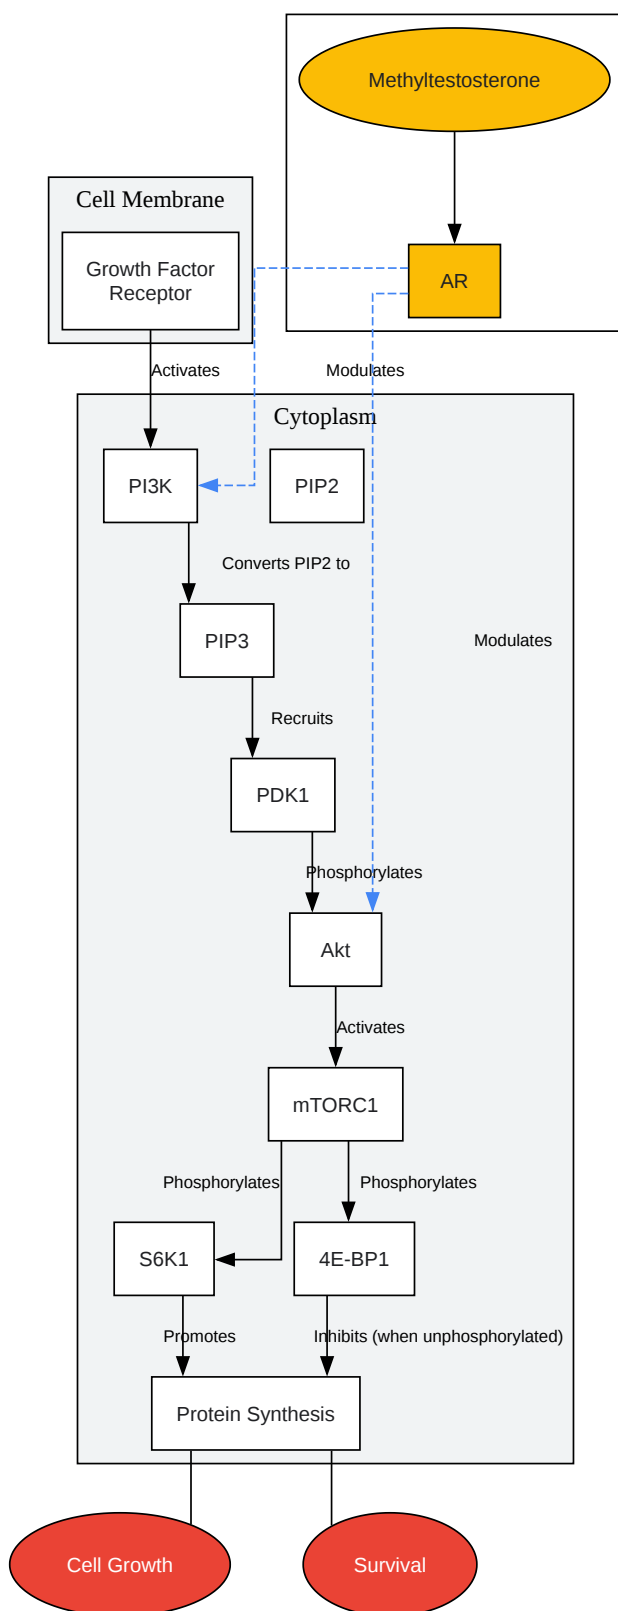 Methyltestosterone
Cell Membrane
Growth Factor
Receptor
AR
Activates
Modulates
Cytoplasm
PI3K
PIP2
Converts PIP2 to
PIP3
Modulates
Recruits
PDK1
Phosphorylates
Akt
Activates
mTORC1
Phosphorylates
Phosphorylates
S6K1
4E-BP1
Promotes
Inhibits (when unphosphorylated)
Protein Synthesis
Cell Growth
Survival